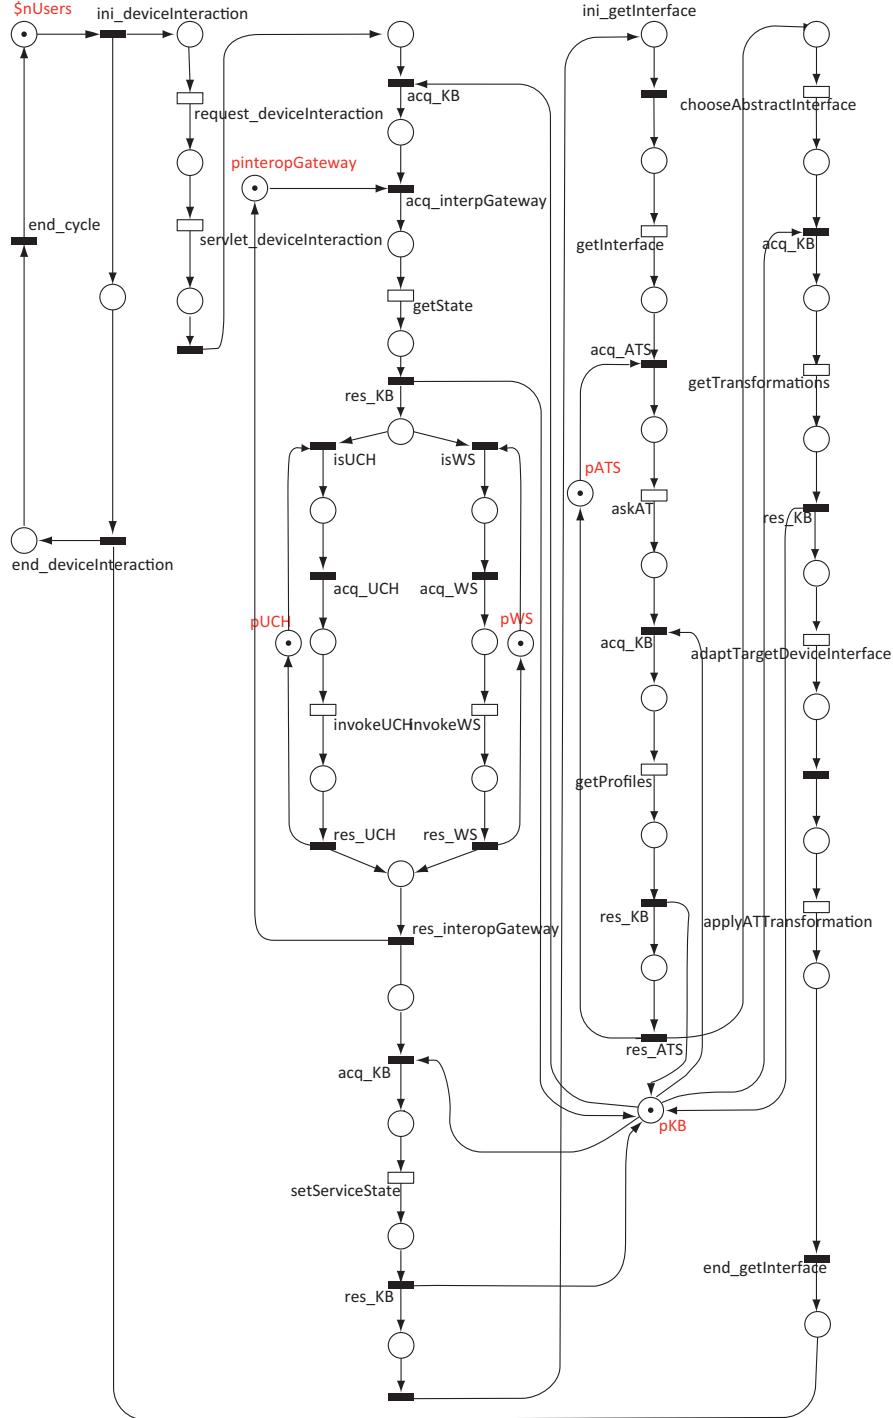 $nUsers
ini_deviceInteraction
ini_getInterface
acq_KB
chooseAbstractInterface
request_deviceInteraction
pinteropGateway
acq_interpGateway
end_cycle
servlet_deviceInteraction
getInterface
acq_KB
getState
acq_ATS
getTransformations
res_KB
isUCH
isWS
pATS
askAT
res_KB
end_deviceInteraction
acq_UCH
acq_WS
pUCH
pWS
acq_KB
adaptTargetDeviceInterface
invokeUCH
invokeWS
getProfiles
res_UCH
res_WS
res_KB
applyATTransformation
res_interopGateway
res_ATS
acq_KB
pKB
setServiceState
end_getInterface
res_KB